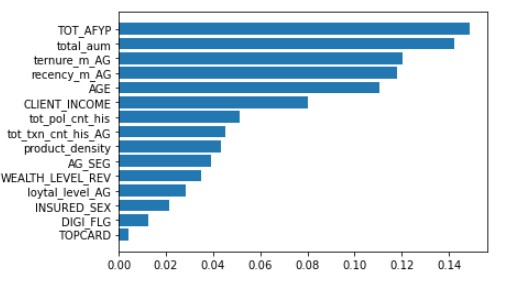 TOT_AFYP
total_aum
ternure_m_AG
recency_m_AG
AGE
CLIENT_INCOME
tot_pol_cnt_his
tot_txn_cnt_his_AG
product_density
AG_SEG
WEALTH_LEVEL_REV
loytal_level_AG
INSURED_SEX
DIGI_FLG
TOPCARD
0.00 0.02 0.04 0.06 0.08 0.10 0.12 0.14